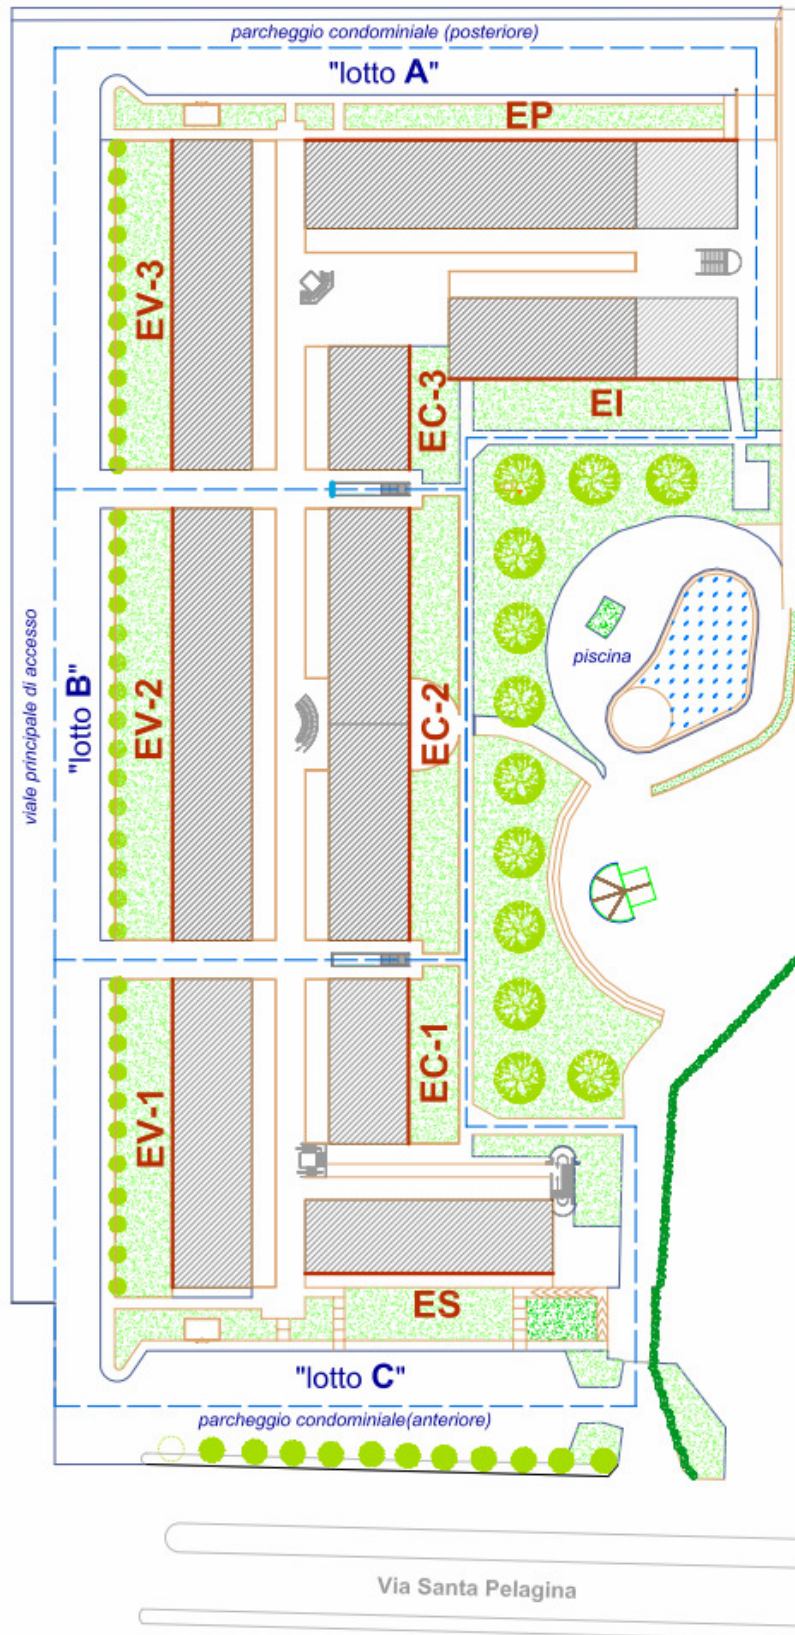 parcheggio condominiale (posteriore)
"lotto A"
EP
EV-3
EC-3
EI
viale principale di accesso
"lotto B"
EV-2
EC-2
piscina
EV-1
EC-1
ES
"lotto C"
parcheggio condominiale(anteriore)
Via Santa Pelagina